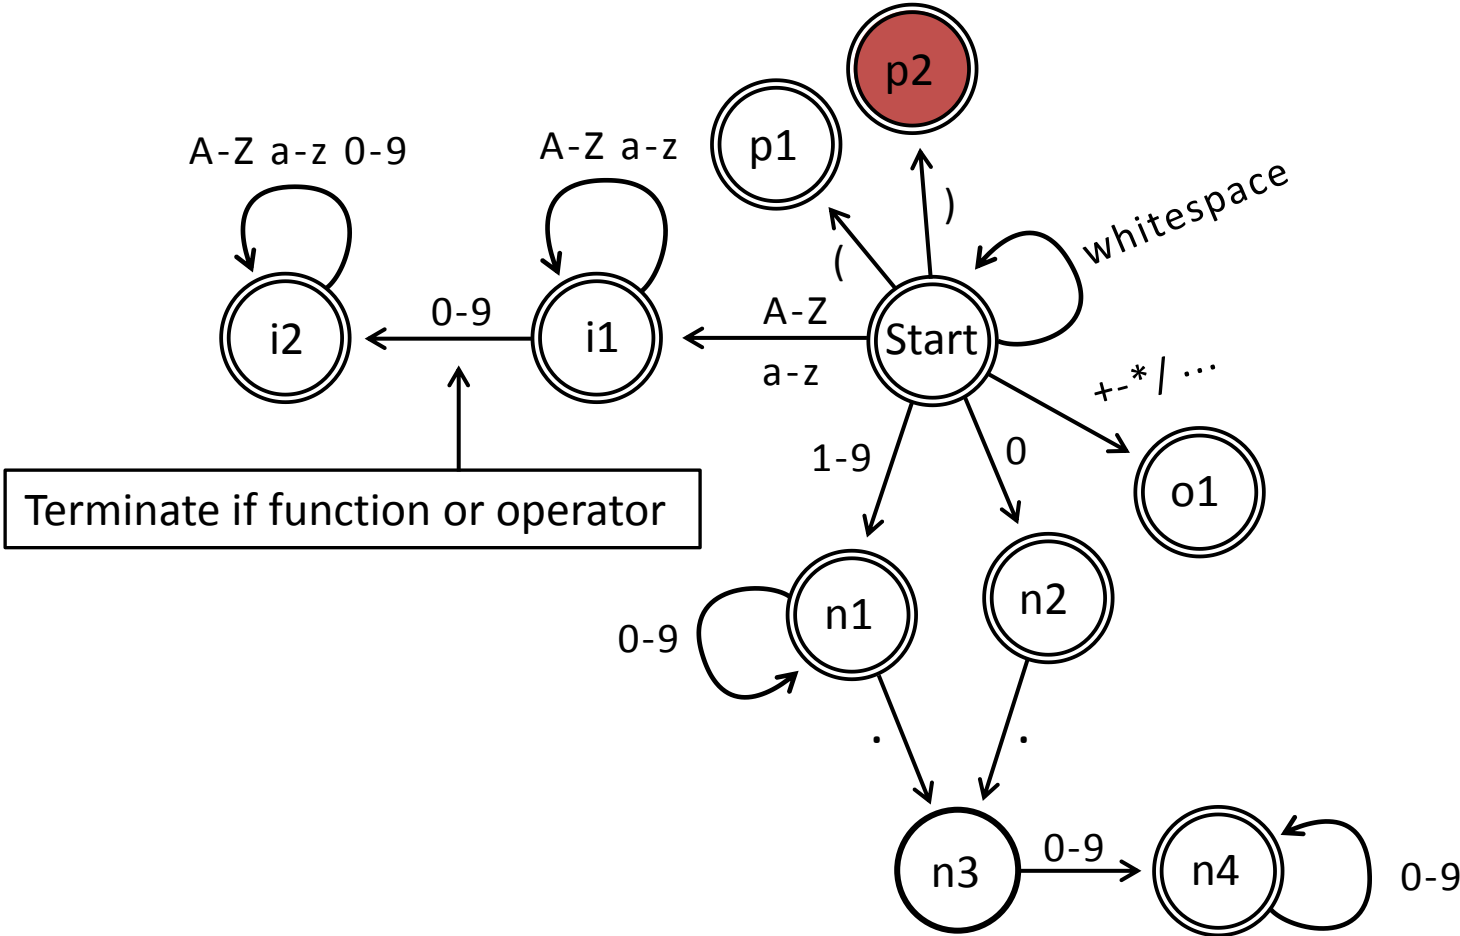 p2
p1
A-Z a-z 0-9
A-Z a-z
)
whitespace
(
i2
0-9
i1
A-Z
a-z
Start
+-*/ ...
1-9
0
o1
Terminate if function or operator
n1
n2
0-9
.
.
n3
0-9
n4
0-9